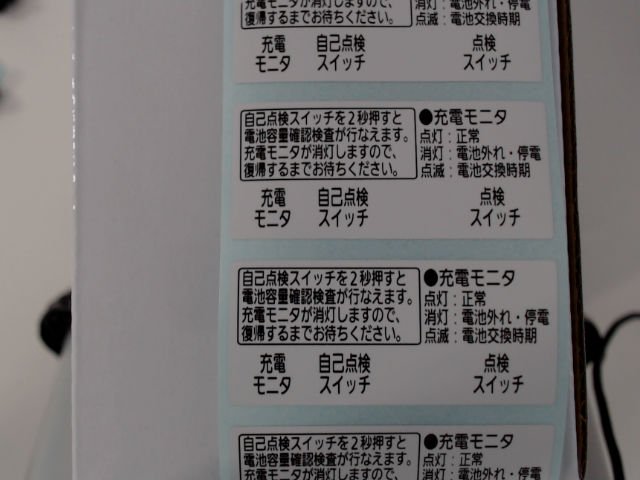 充電モニタが消灯しますので、
復帰するまでお待ちください。
消灯：電池外れ・停電
点滅：電池交換時期
充電 自己点検 点検
モニタ スイッチ スイッチ
自己点検スイッチを2秒押すと
電池容量確認検査が行なえます。
充電モニタが消灯しますので、
復帰するまでお待ちください。
●充電モニタ
点灯：正常
消灯：電池外れ・停電
点滅：電池交換時期
充電 自己点検 点検
モニタ スイッチ スイッチ
自己点検スイッチを2秒押すと
電池容量確認検査が行なえます。
充電モニタが消灯しますので、
復帰するまでお待ちください。
●充電モニタ
点灯：正常
消灯：電池外れ・停電
点滅：電池交換時期
充電 自己点検 点検
モニタ スイッチ スイッチ
自己点検スイッチを2秒押すと
電池容量確認検査が行なえます。
充電モニタが消灯しますので、
●充電モニタ
点灯：正常
消灯：電池外れ・停電